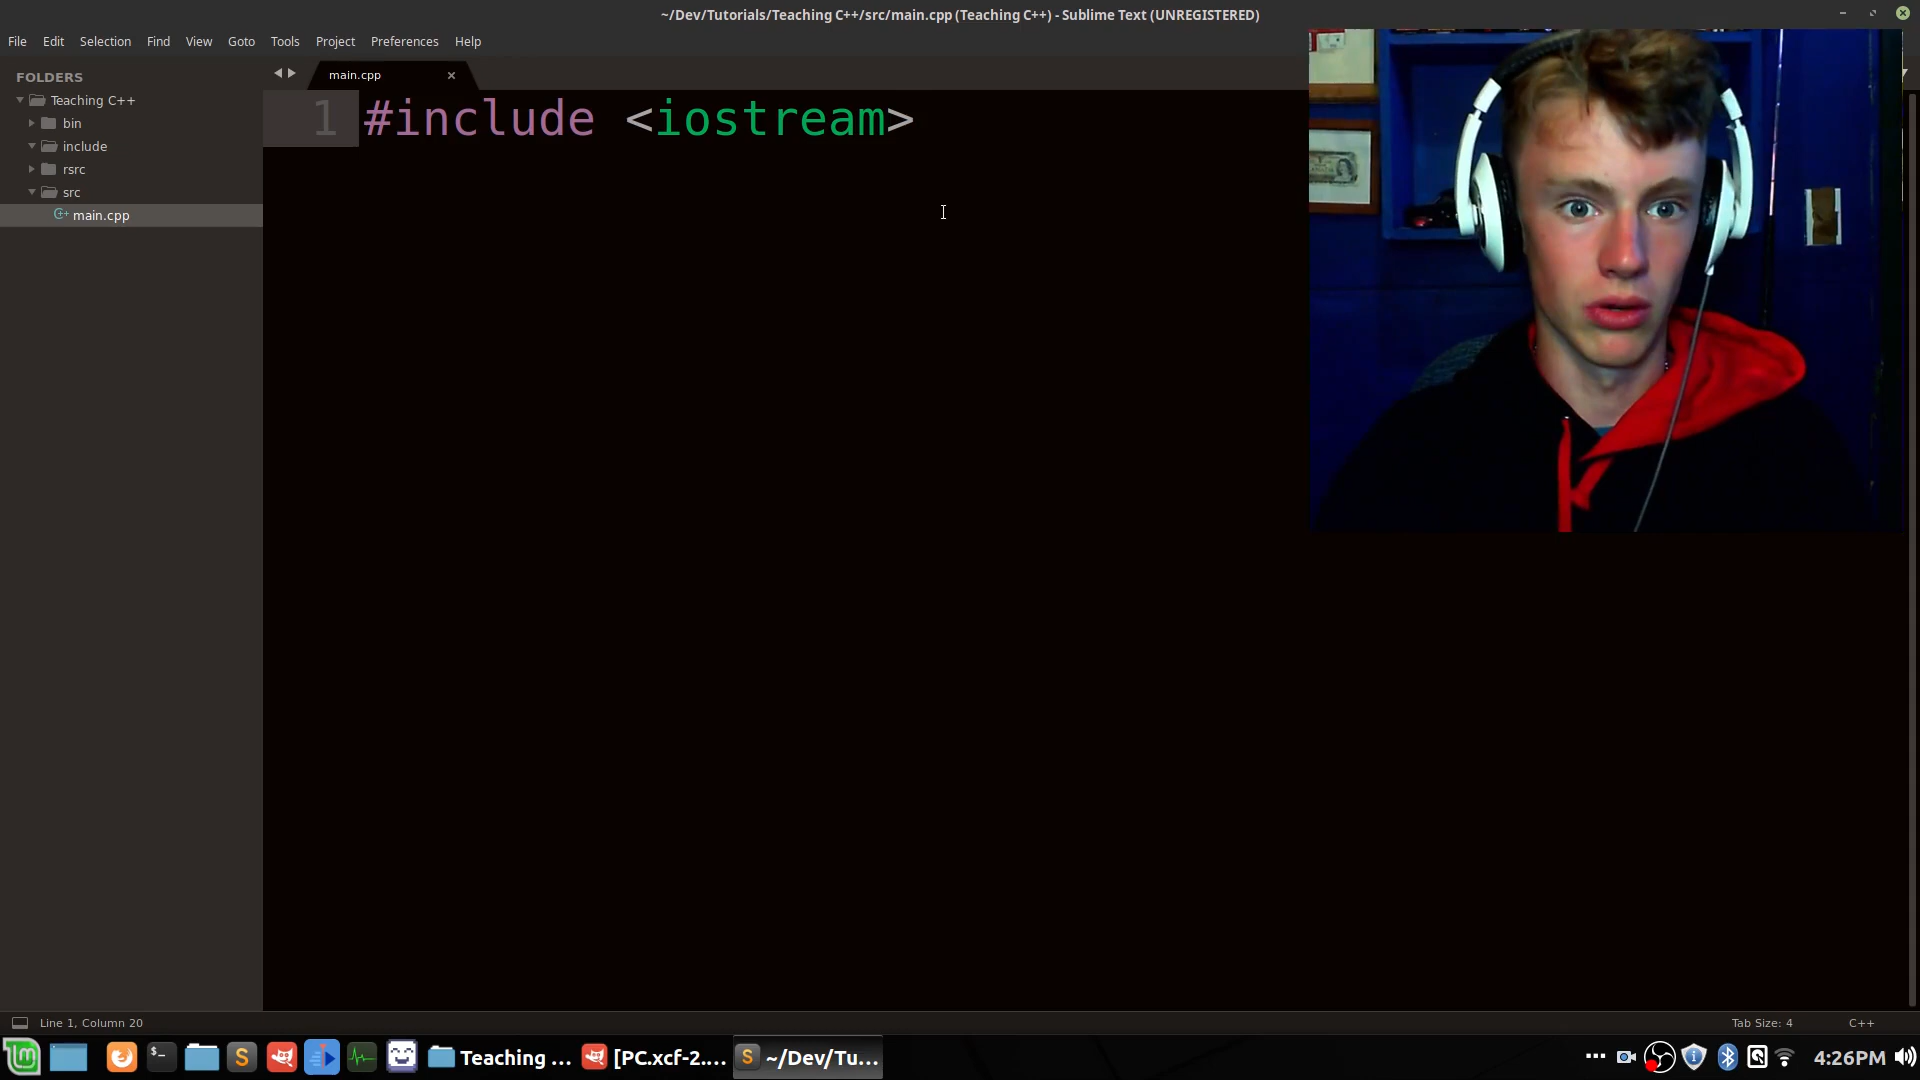 ~/Dev/Tutorials/Teaching C++/src/main.cpp (Teaching C++) - Sublime Text (UNREGISTERED)
File Edit Selection Find View Goto Tools Project Preferences Help
FOLDERS
Teaching C++
bin
include
rsrc
src
main.cpp
main.cpp
1 #include <iostream>
Line 1, Column 20
Tab Size: 4
C++
Teaching ...
[PC.xcf-2....
~/Dev/Tu...
4:26PM